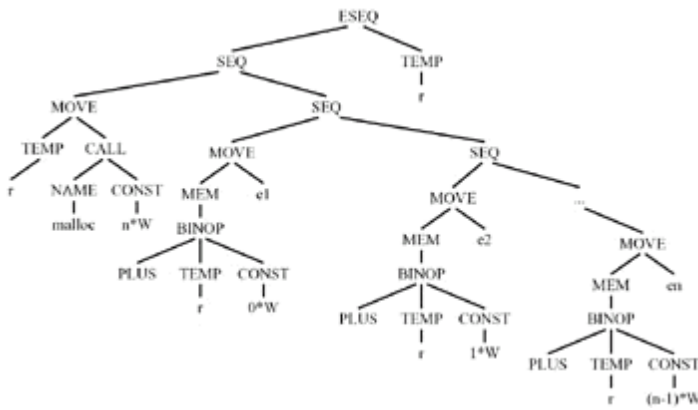 ESEQ
SEQ TEMP
r
MOVE SEQ
TEMP CALL MOVE SEQ
r NAME CONST MEM e1 MOVE ...
malloc n*W BINOP MEM e2 MOVE
PLUS TEMP CONST BINOP MEM en
r 0*W PLUS TEMP CONST BINOP
r 1*W PLUS TEMP CONST
r (n-1)*W